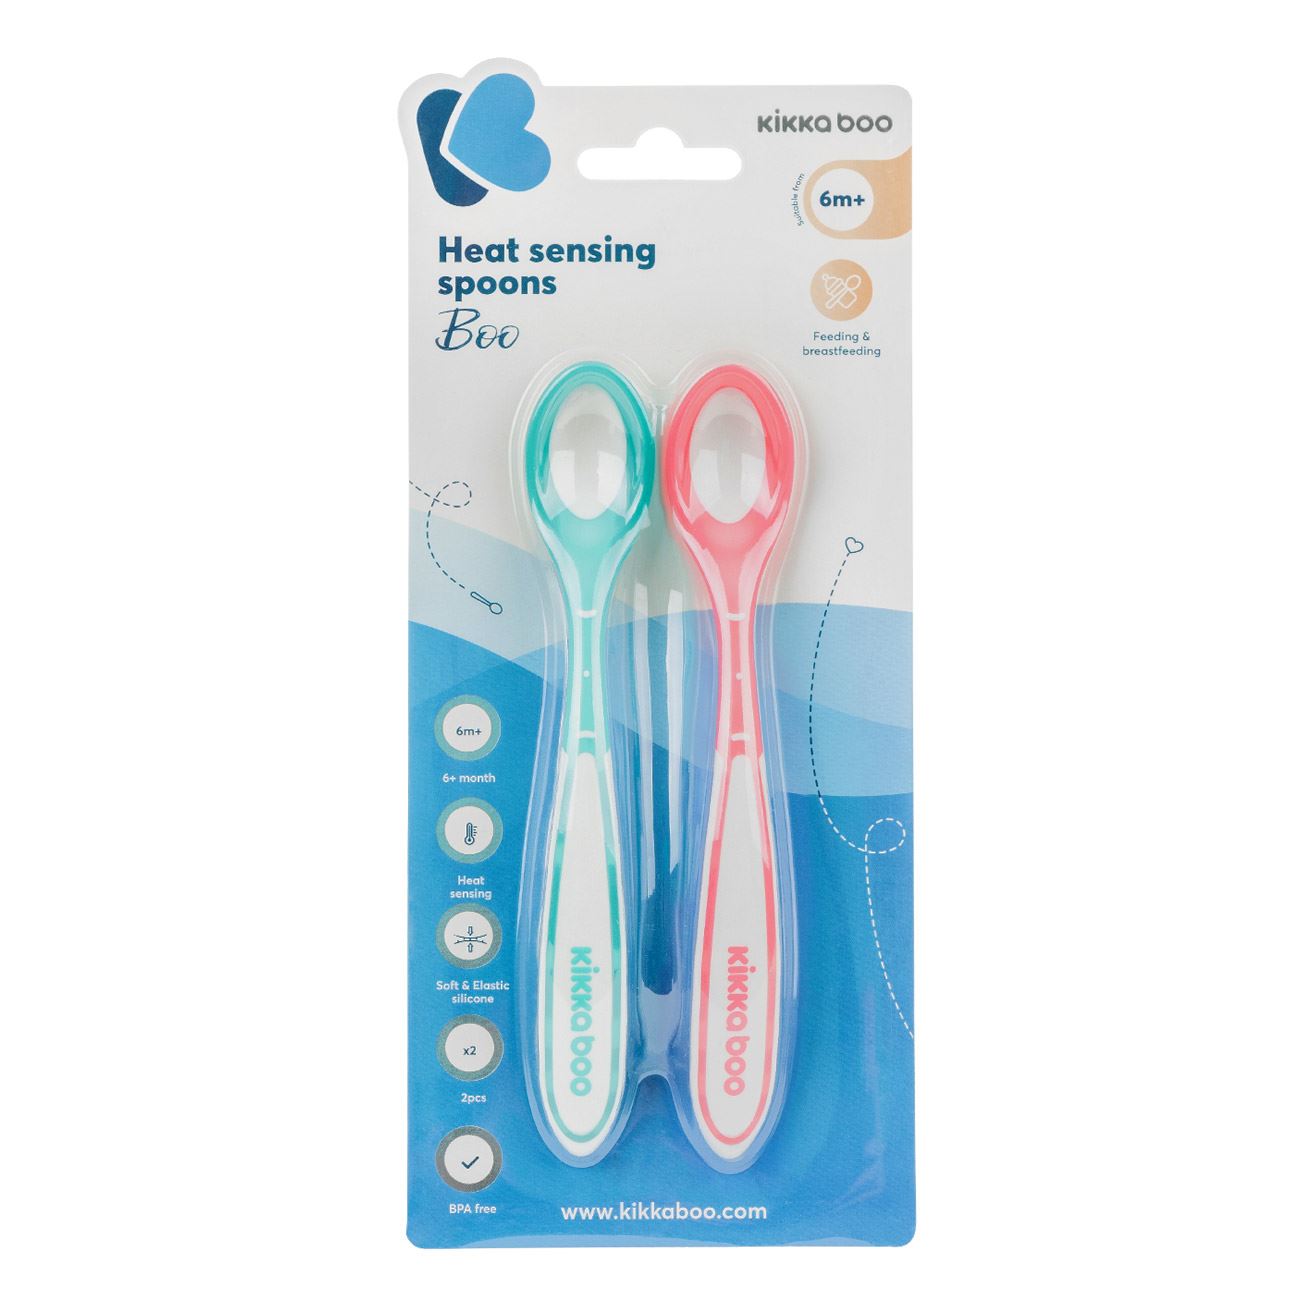 KIKKA BOO
Suitable from
6m+
Heat sensing
spoons
Boo
Feeding &
breastfeeding
6m+
6+ month
Heat
sensing
Soft & Elastic
silicone
x2
2pcs
BPA free
KIKKA BOO
KIKKA BOO
www.kikkaboo.com